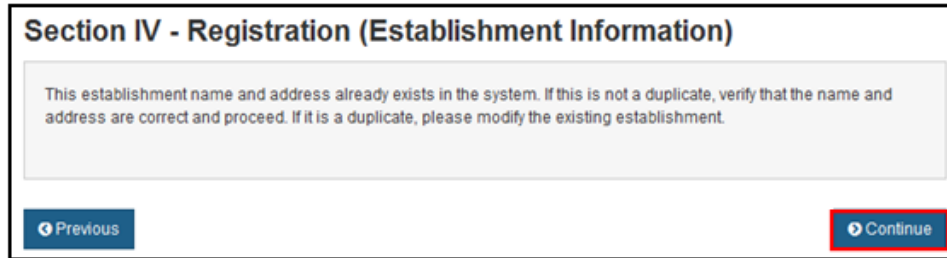 Section IV - Registration (Establishment Information)
This establishment name and address already exists in the system. If this is not a duplicate, verify that the name and
address are correct and proceed. If it is a duplicate, please modify the existing establishment.
Previous
Continue